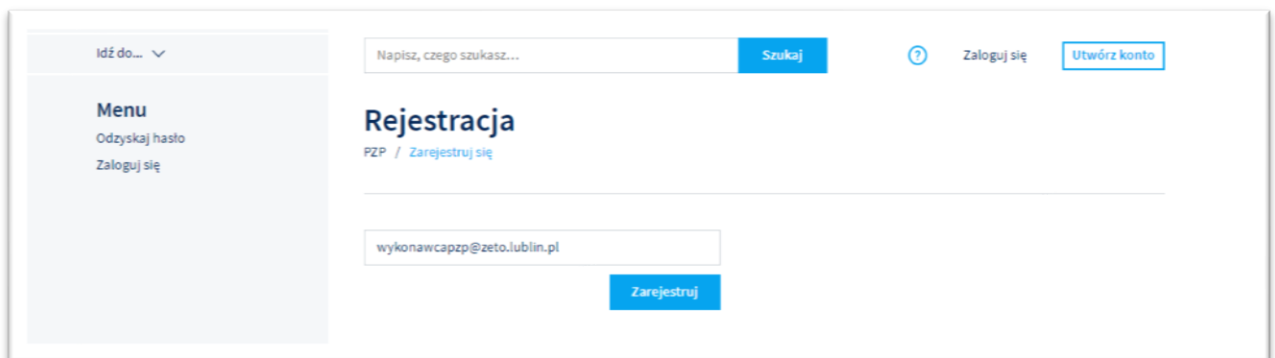 Idź do...
Napisz, czego szukasz...
Szukaj
?
Zaloguj się
Utwórz konto
Menu
Odzyskaj hasło
Zaloguj się
Rejestracja
PZP / Zarejestruj się
wykonawcapzp@zeto.lublin.pl
Zarejestruj